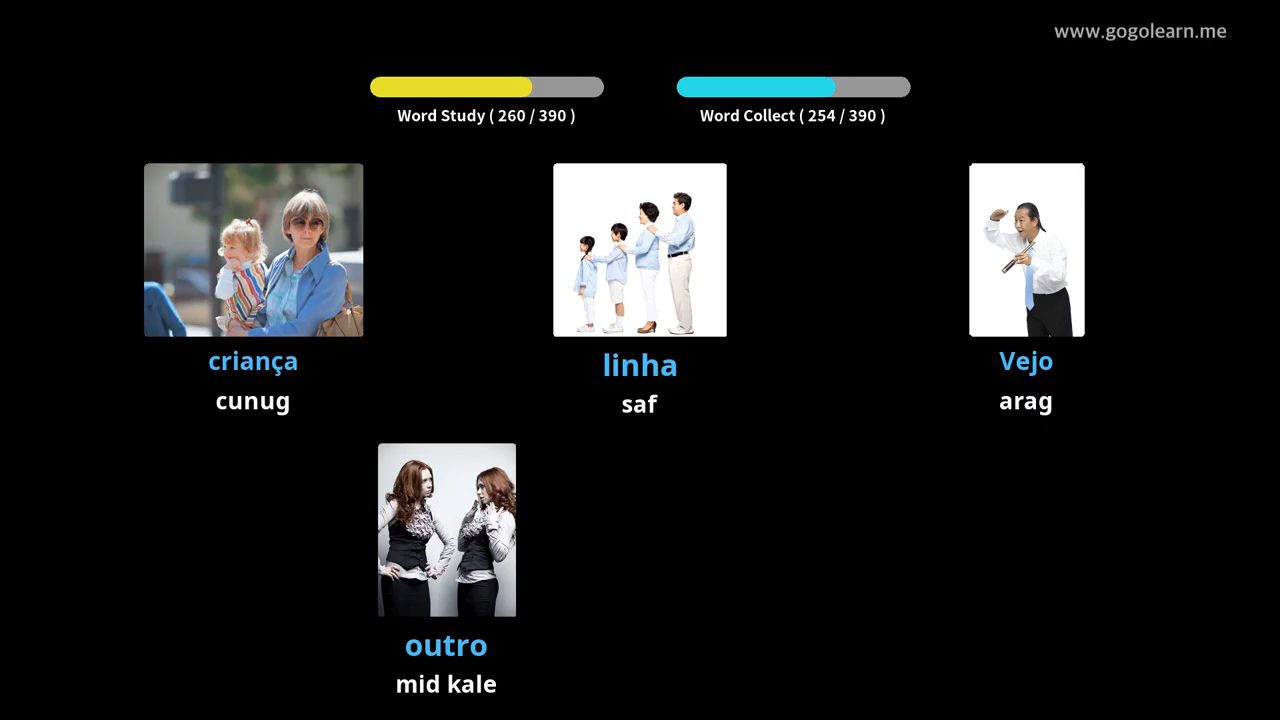 www.gogolearn.me
Word Study ( 260 / 390 )
Word Collect ( 254 / 390 )
criança
cunug
linha
saf
Vejo
arag
outro
mid kale